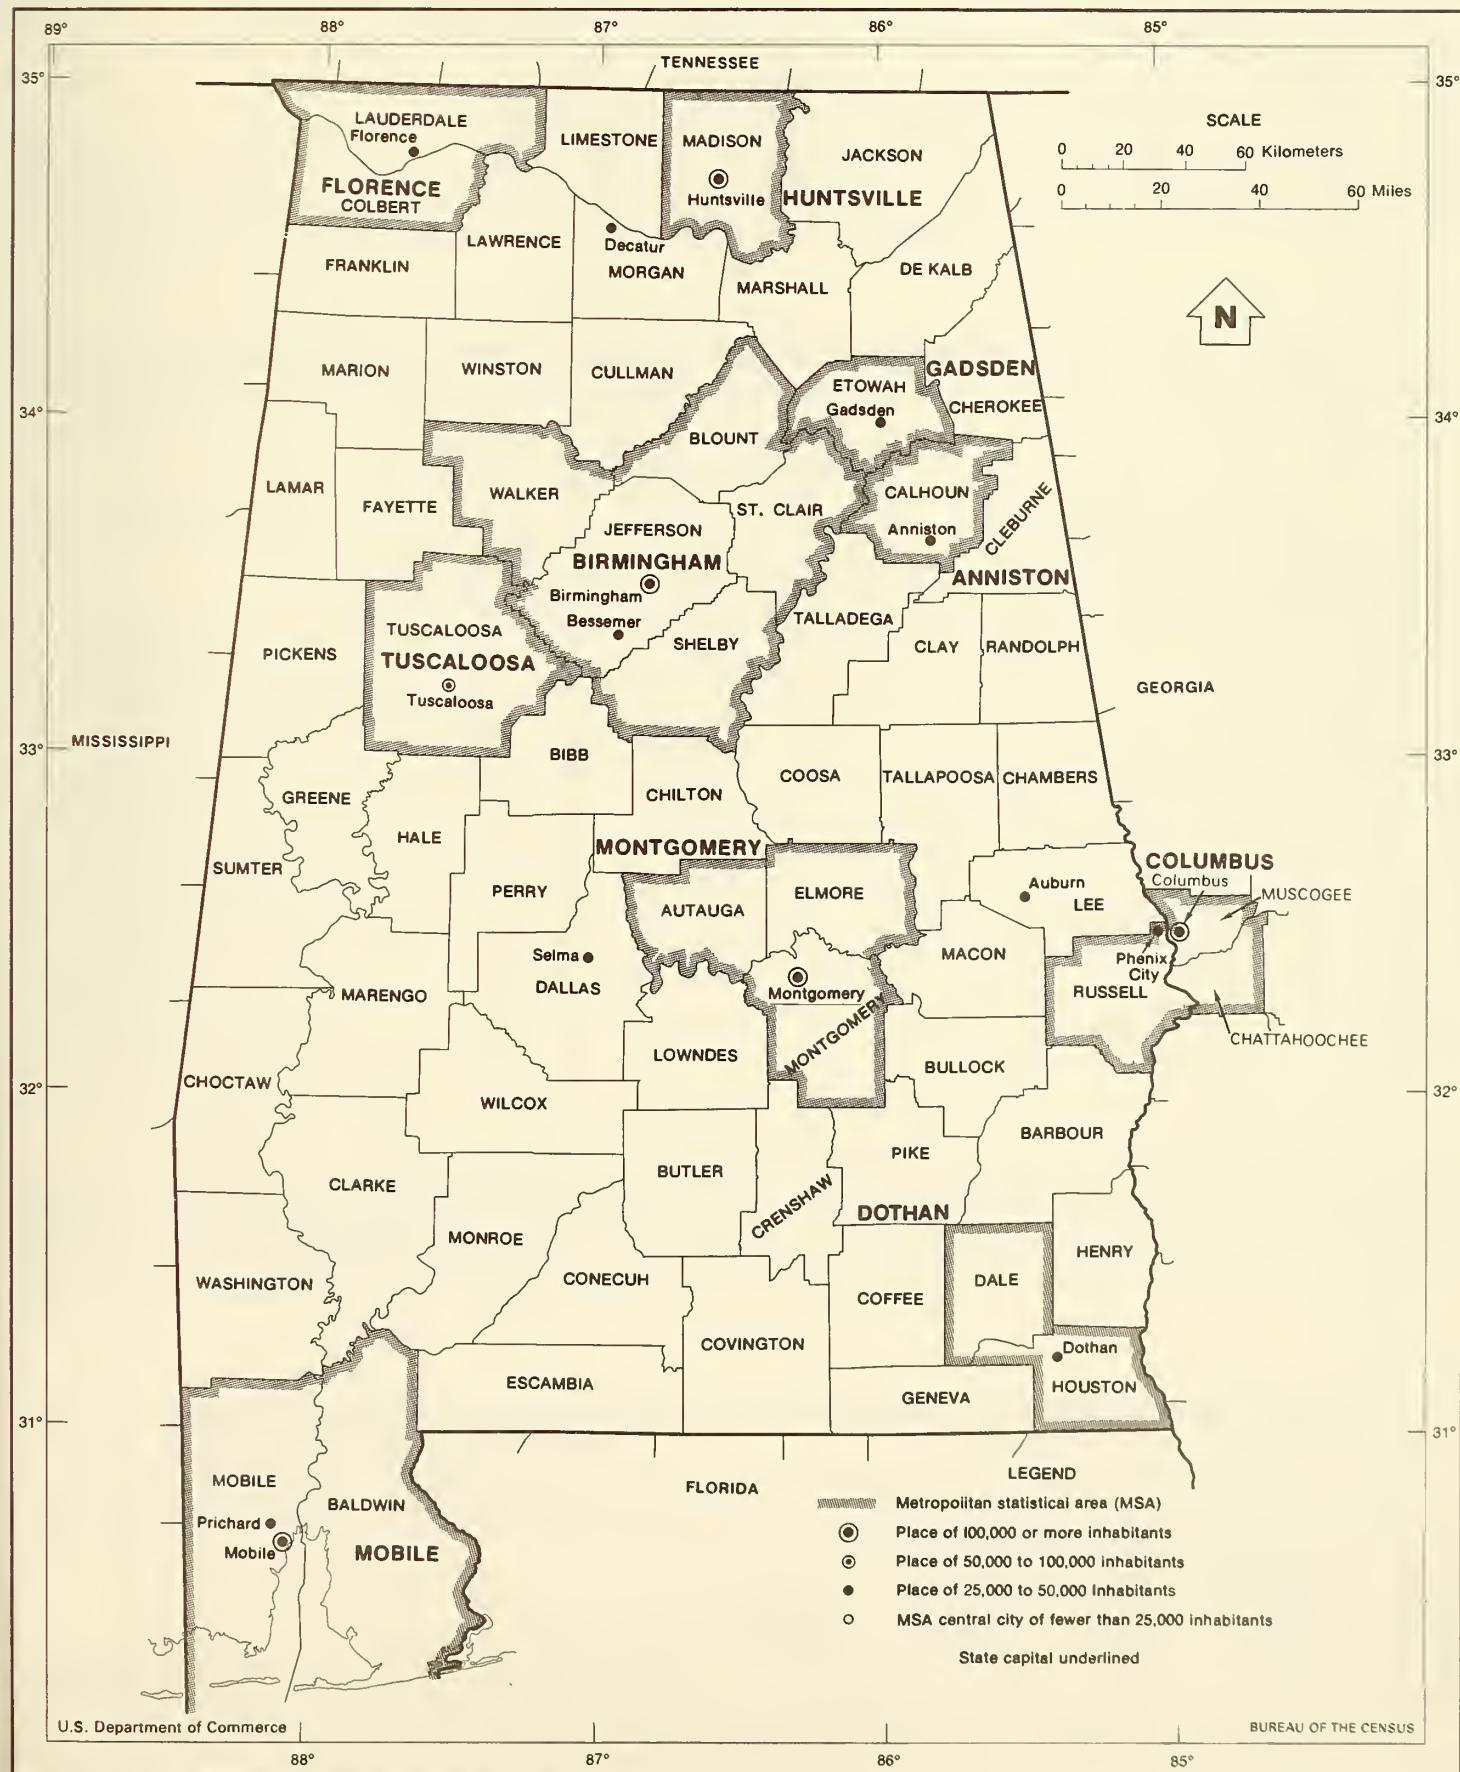 89°
88°
87°
86°
85°
35°
35°
TENNESSEE
SCALE
0 20 40 60 Kilometers
0 20 40 60 Miles
LAUDERDALE
Florence
FLORENCE
COLBERT
LIMESTONE
MADISON
Huntsville
HUNTSVILLE
JACKSON
LAWRENCE
Decatur
MORGAN
FRANKLIN
MARSHALL
DE KALB
N
MARION
WINSTON
CULLMAN
GADSDEN
ETOWAH
Gadsden
CHEROKEE
34°
34°
BLOUNT
LAMAR
FAYETTE
WALKER
JEFFERSON
ST. CLAIR
CALHOUN
Anniston
CLEBURNE
BIRMINGHAM
Birmingham
Bessemer
ANNISTON
TALLADEGA
SHELBY
CLAY
RANDOLPH
PICKENS
TUSCALOOSA
TUSCALOOSA
Tuscaloosa
GEORGIA
MISSISSIPPI
33°
33°
BIBB
CHILTON
COOSA
TALLAPOOSA
CHAMBERS
GREENE
HALE
SUMTER
PERRY
MONTGOMERY
AUTAUGA
ELMORE
Auburn
LEE
COLUMBUS
Columbus
MUSCOGEE
Selma
DALLAS
Montgomery
MONTGOMERY
MACON
Phenix
City
RUSSELL
CHATTAHOOCHEE
MARENGO
LOWNDES
BULLOCK
CHOCTAW
32°
32°
WILCOX
BARBOUR
CLARKE
BUTLER
CRENSHAW
PIKE
DOTHAN
MONROE
CONECUH
HENRY
DALE
COFFEE
WASHINGTON
COVINGTON
Dothan
HOUSTON
ESCAMBIA
GENEVA
31°
31°
MOBILE
BALDWIN
Prichard
Mobile
MOBILE
FLORIDA
LEGEND
Metropolitan statistical area (MSA)
Place of 100,000 or more inhabitants
Place of 50,000 to 100,000 inhabitants
Place of 25,000 to 50,000 inhabitants
MSA central city of fewer than 25,000 inhabitants
State capital underlined
U.S. Department of Commerce
BUREAU OF THE CENSUS
88°
87°
86°
85°